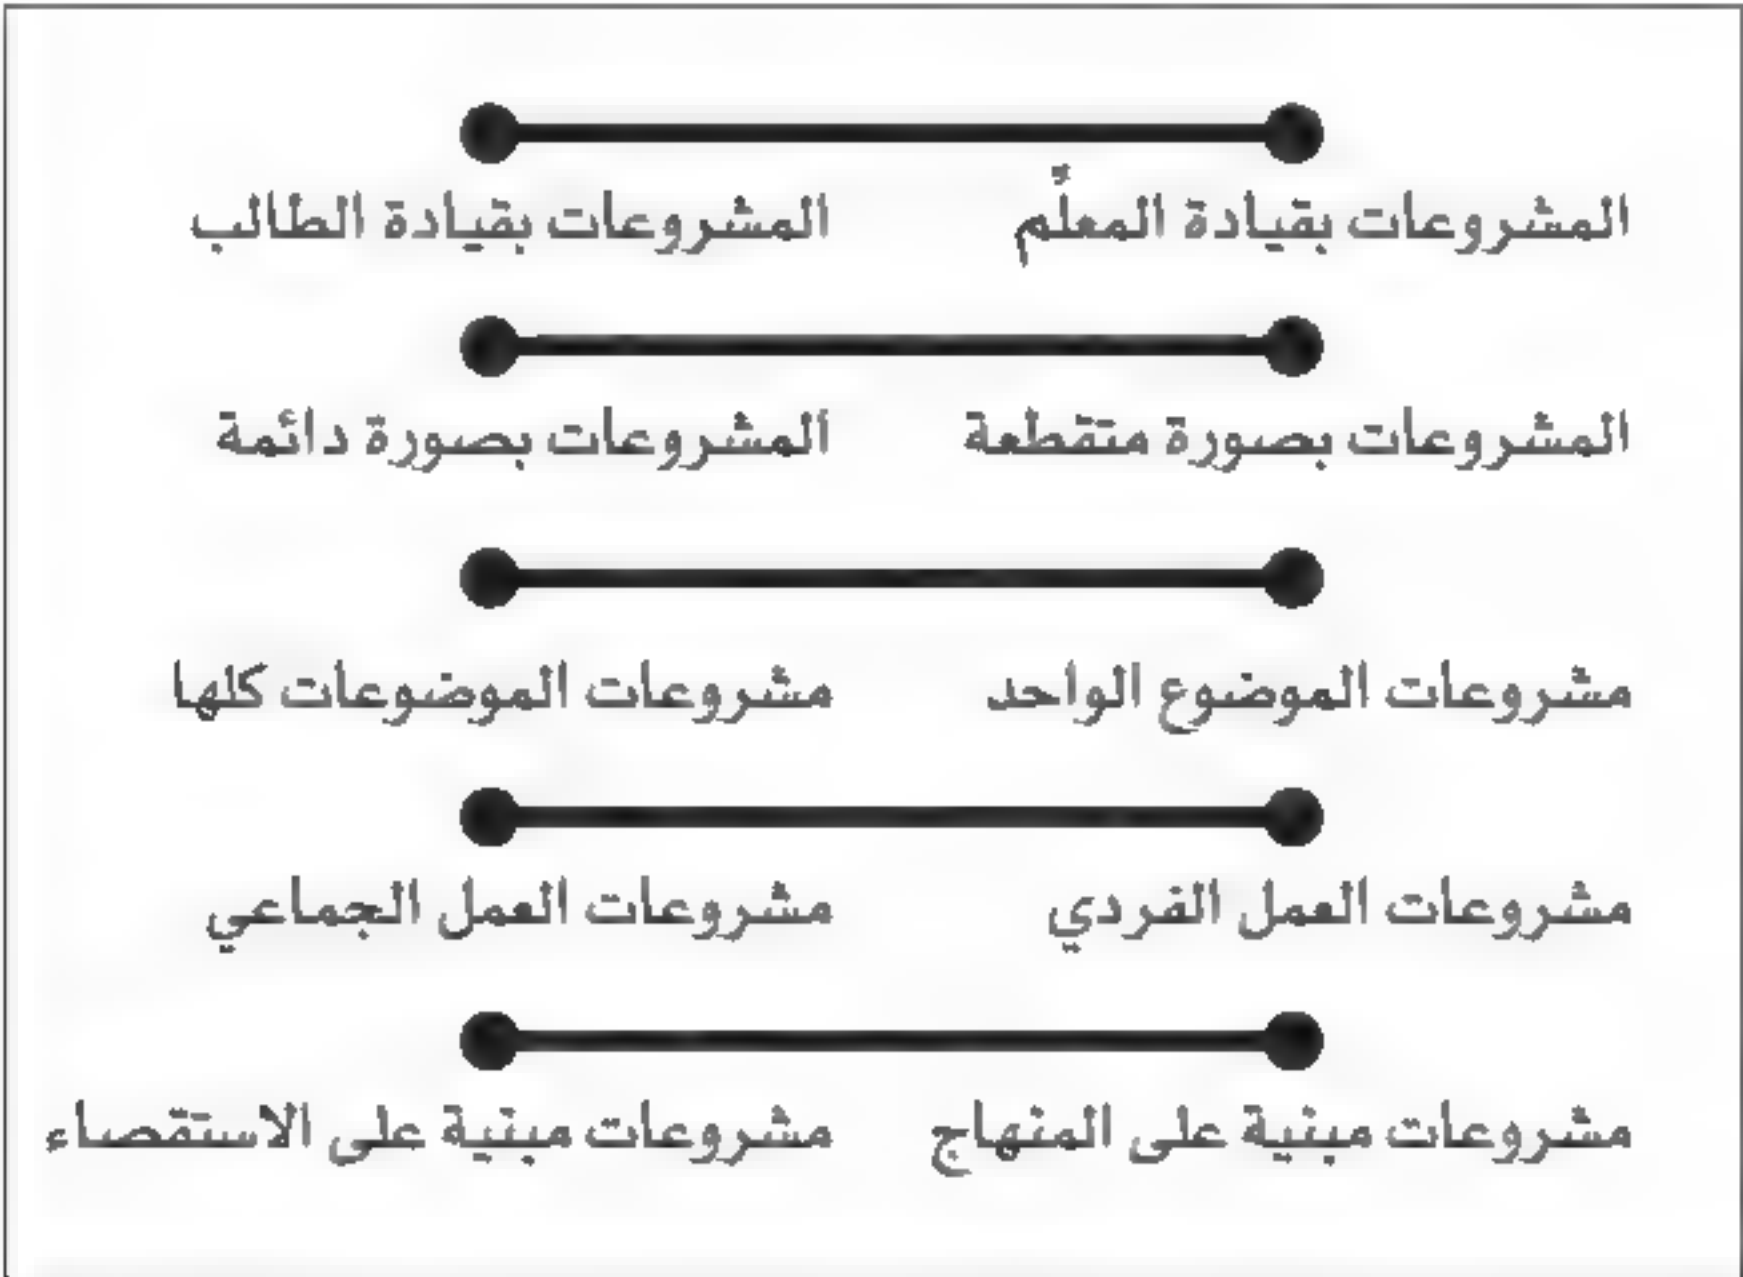 المشروعات بقيادة المعلّم المشروعات بقيادة الطالب
المشروعات بصورة متقطعة المشروعات بصورة دائمة
مشروعات الموضوع الواحد مشروعات الموضوعات كلها
مشروعات العمل الفردي مشروعات العمل الجماعي
مشروعات مبنية على المنهاج مشروعات مبنية على الاستقصاء